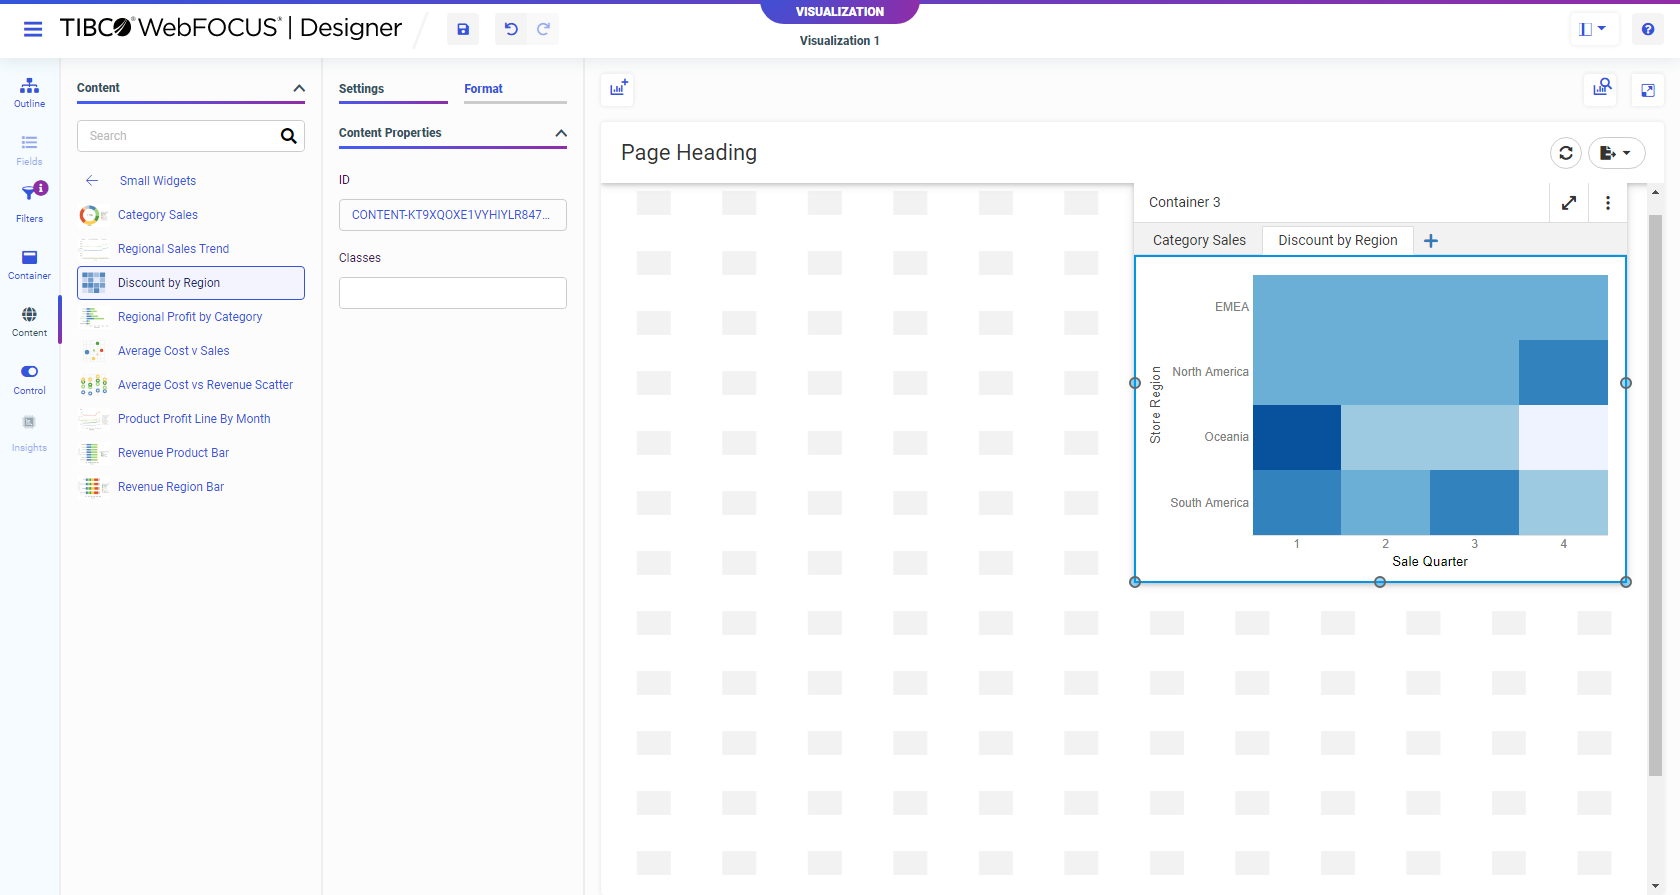 VISUALIZATION
TIBCO® WebFOCUS® | Designer
Visualization 1
Outline
Fields
Filters
Container
Content
Control
Insights
Content
Search
Small Widgets
Category Sales
Regional Sales Trend
Discount by Region
Regional Profit by Category
Average Cost v Sales
Average Cost vs Revenue Scatter
Product Profit Line By Month
Revenue Product Bar
Revenue Region Bar
Settings
Format
Content Properties
ID
CONTENT-KT9XQOXE1VYHIYLR847...
Classes
Page Heading
Container 3
Category Sales
Discount by Region
Store Region
EMEA
North America
Oceania
South America
1 2 3 4
Sale Quarter